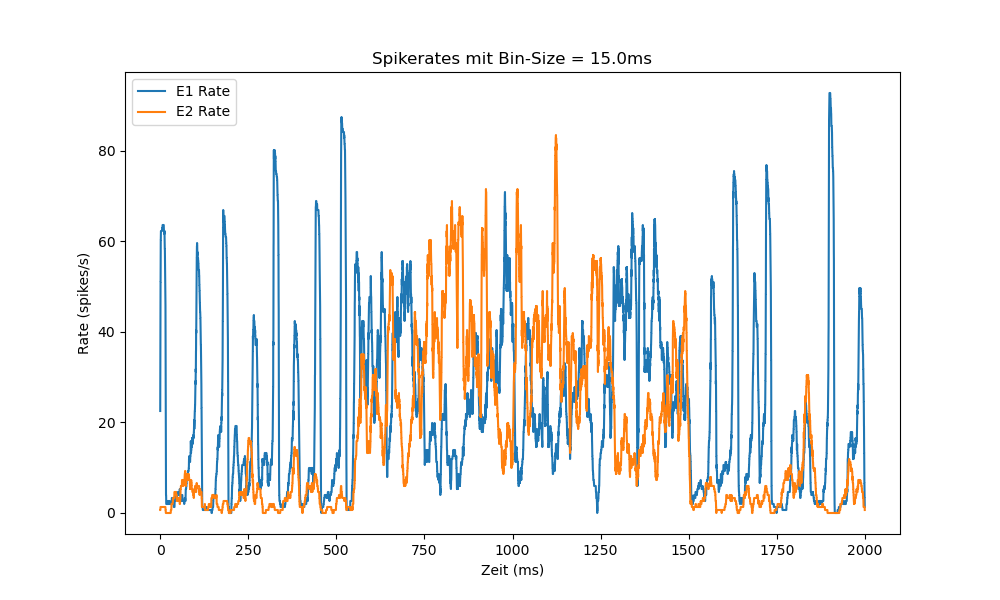 Spikerates mit Bin-Size = 15.0ms
E1 Rate
E2 Rate
80
60
40
20
0
Rate (spikes/s)
0 250 500 750 1000 1250 1500 1750 2000
Zeit (ms)